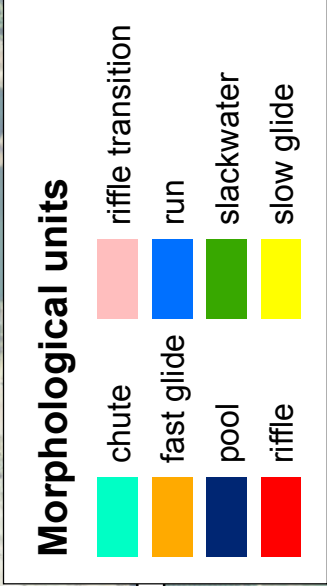 Morphological units
chute
fast glide
pool
riffle
riffle transition
run
slackwater
slow glide